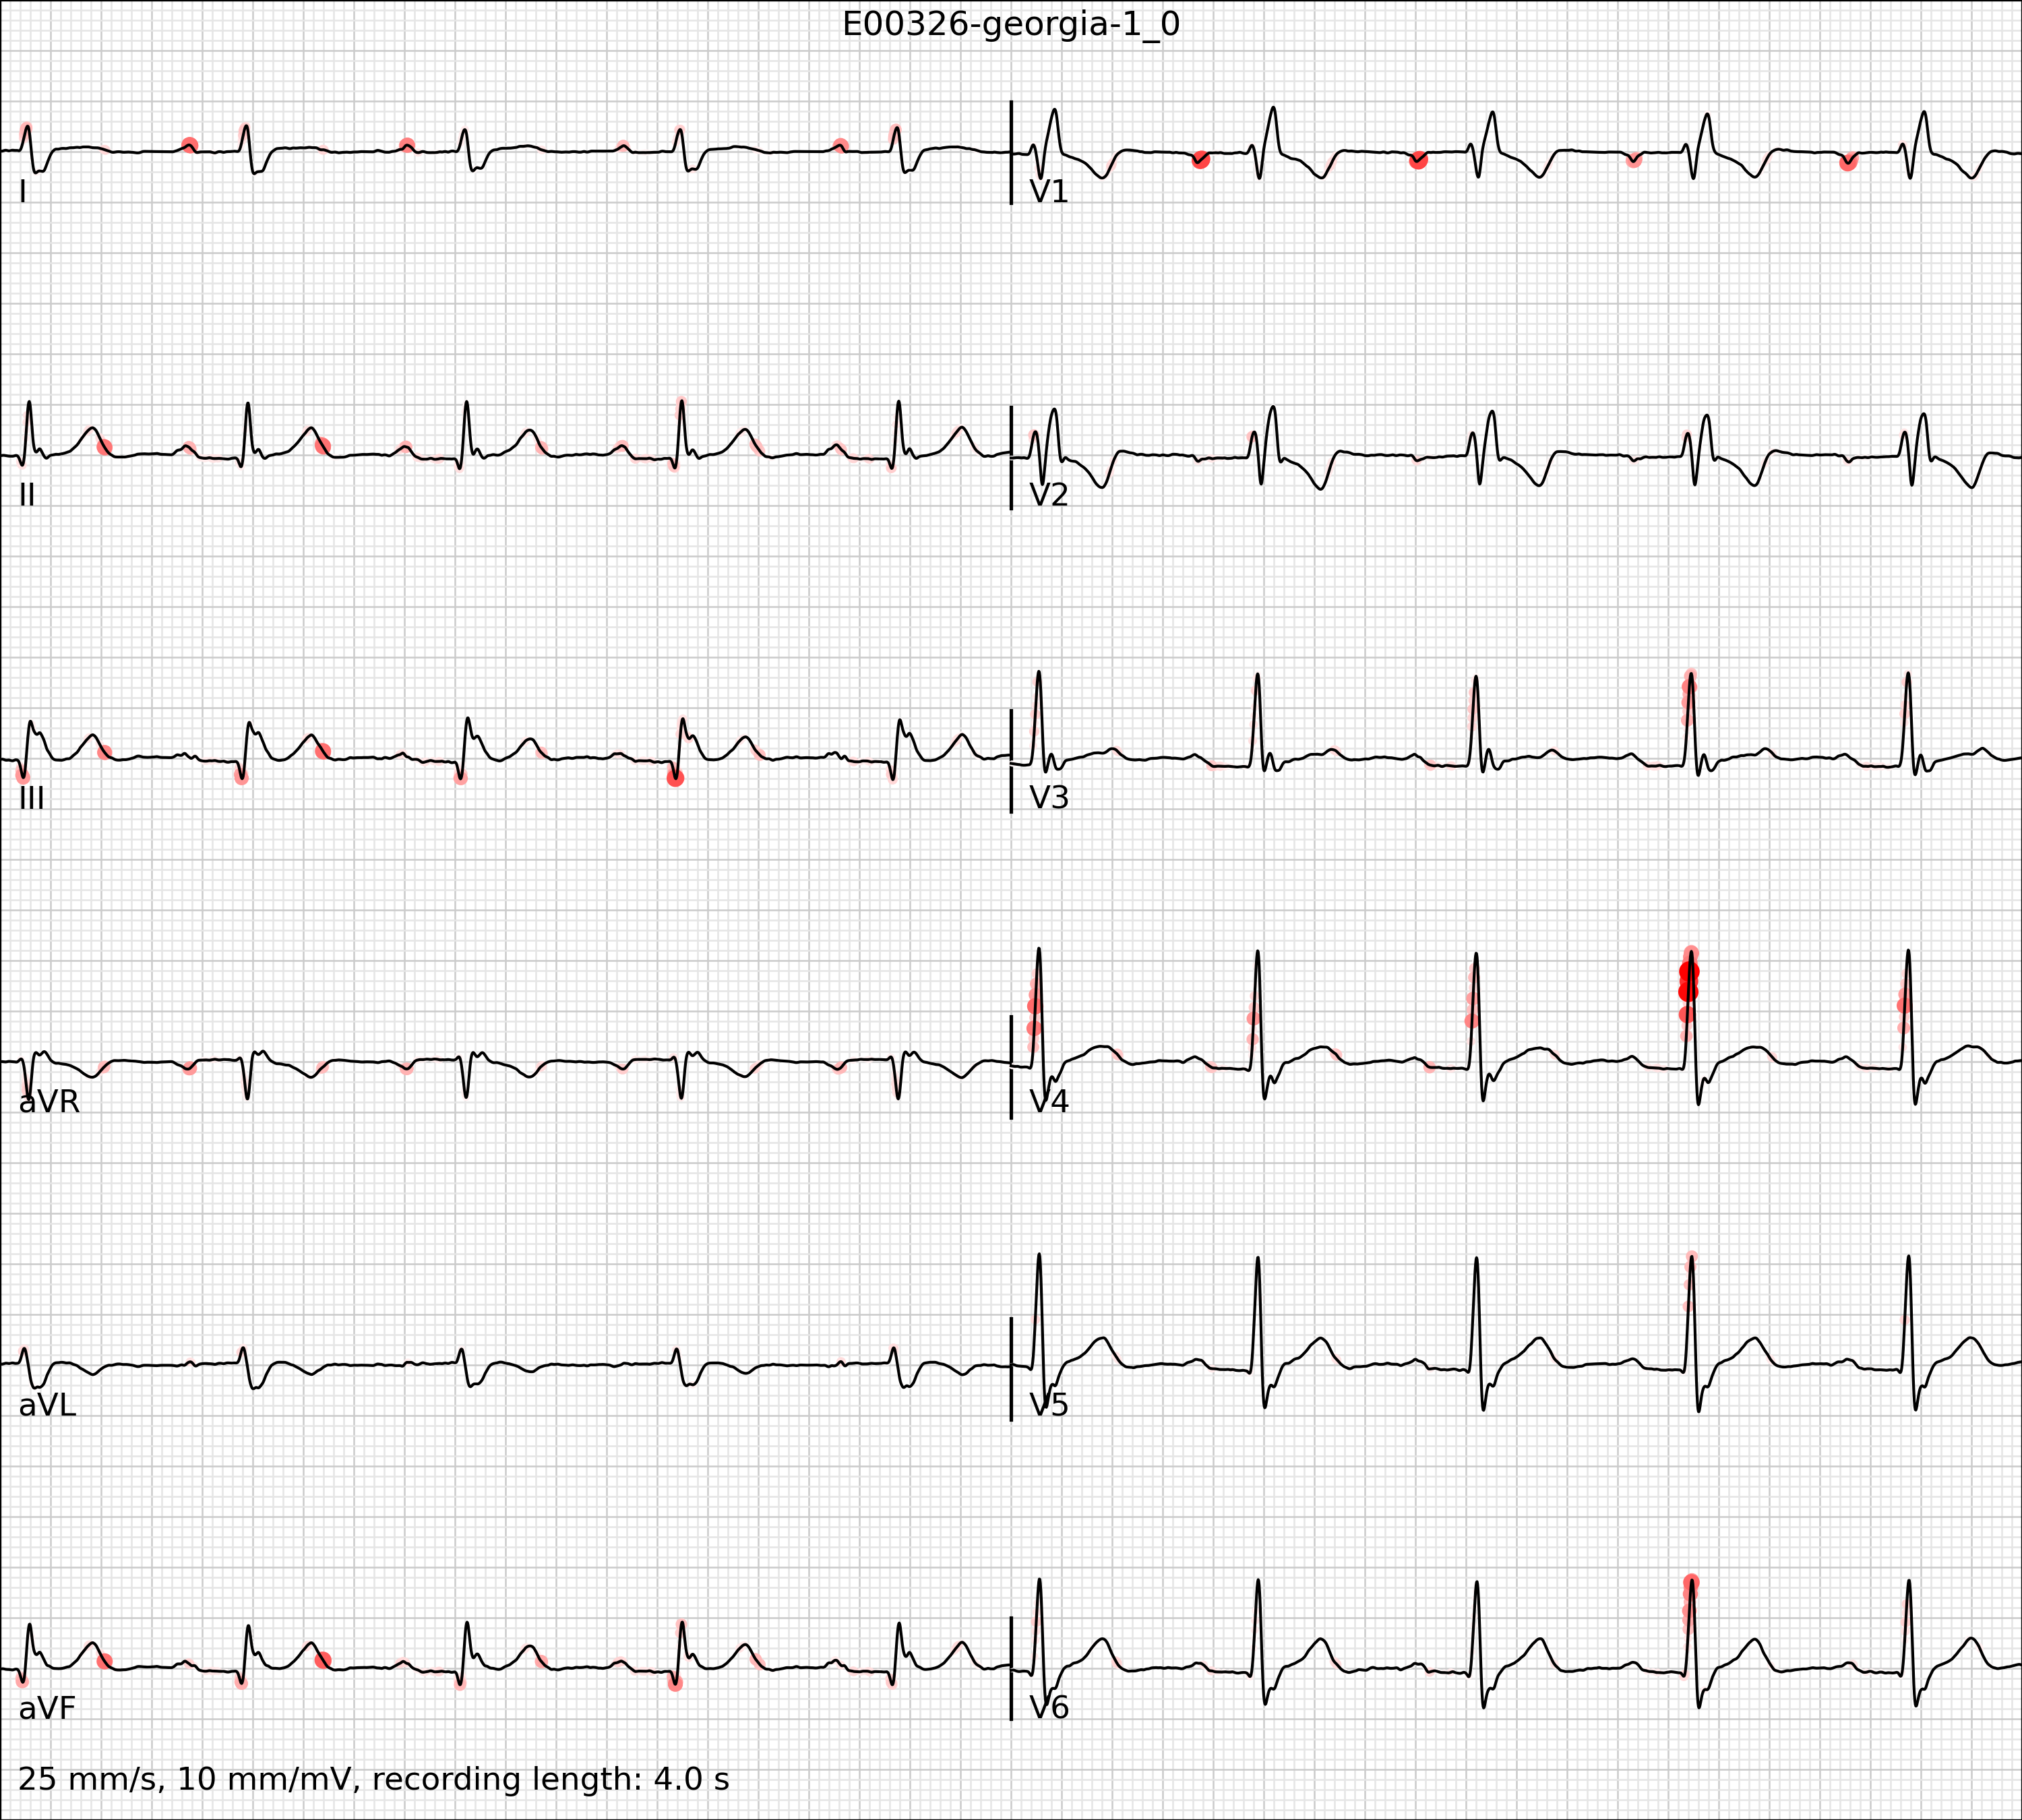 E00326-georgia-1_0
I
V1
II
V2
III
V3
aVR
V4
aVL
V5
aVF
V6
25 mm/s, 10 mm/mV, recording length: 4.0 s